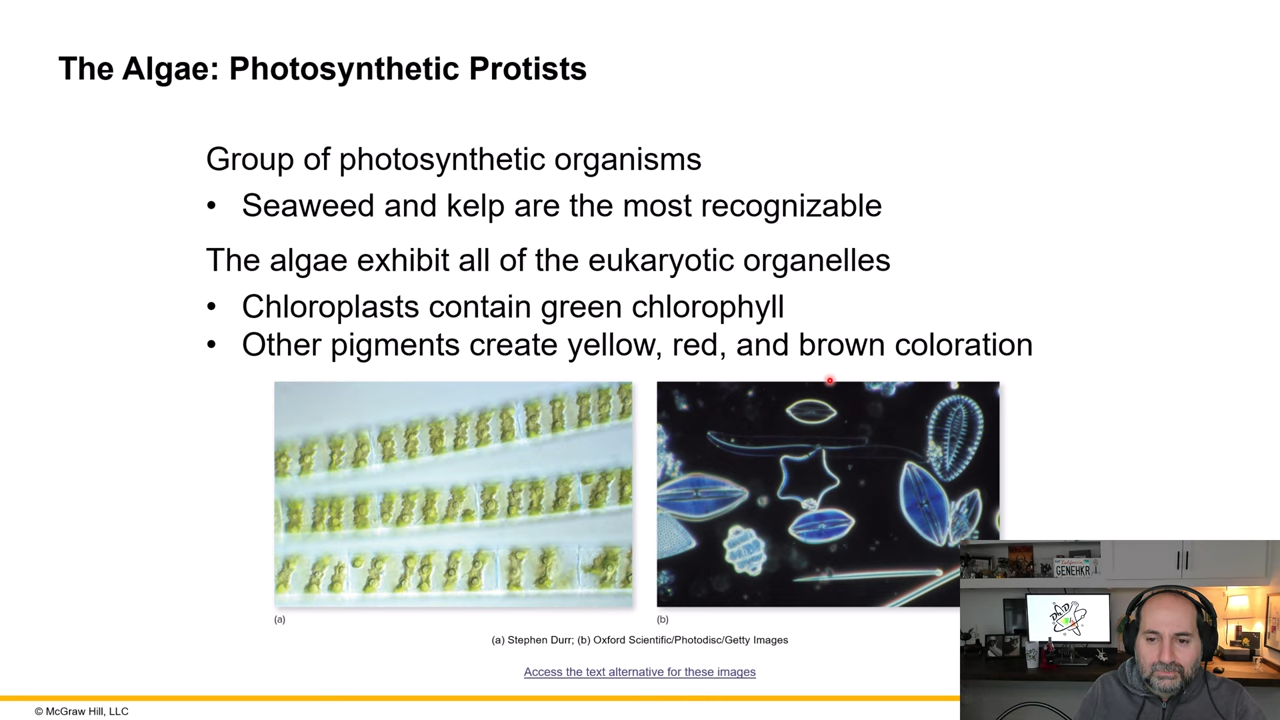 The Algae: Photosynthetic Protists
Group of photosynthetic organisms
• Seaweed and kelp are the most recognizable
The algae exhibit all of the eukaryotic organelles
• Chloroplasts contain green chlorophyll
• Other pigments create yellow, red, and brown coloration
(a)
(b)
(a) Stephen Durr; (b) Oxford Scientific/Photodisc/Getty Images
Access the text alternative for these images
© McGraw Hill, LLC
GENEHKR